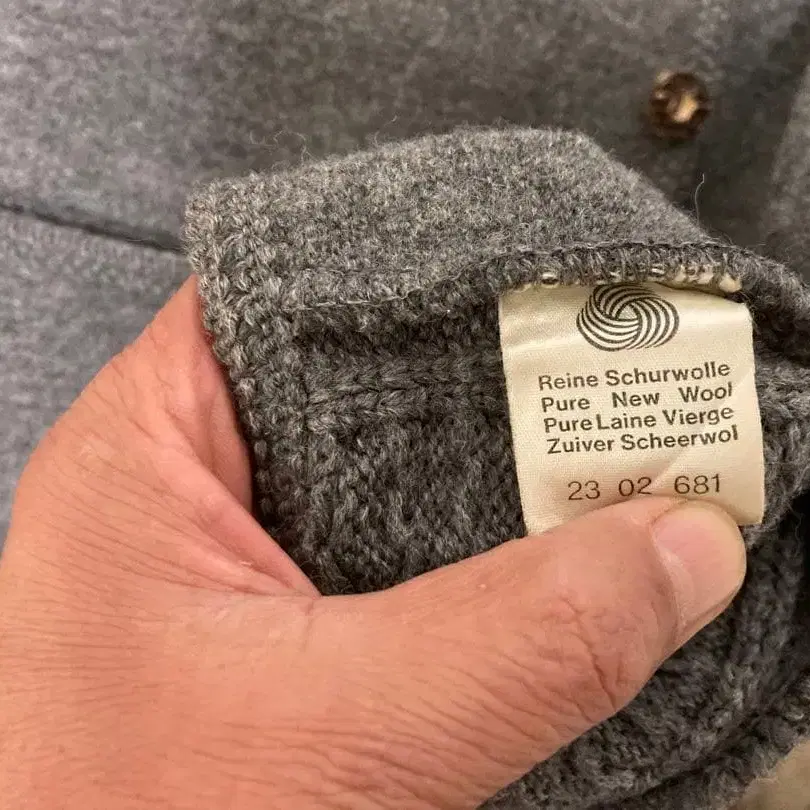 Reine Schurwolle
Pure New Wool
Pure Laine Vierge
Zuiver Scheerwol
23 02 681